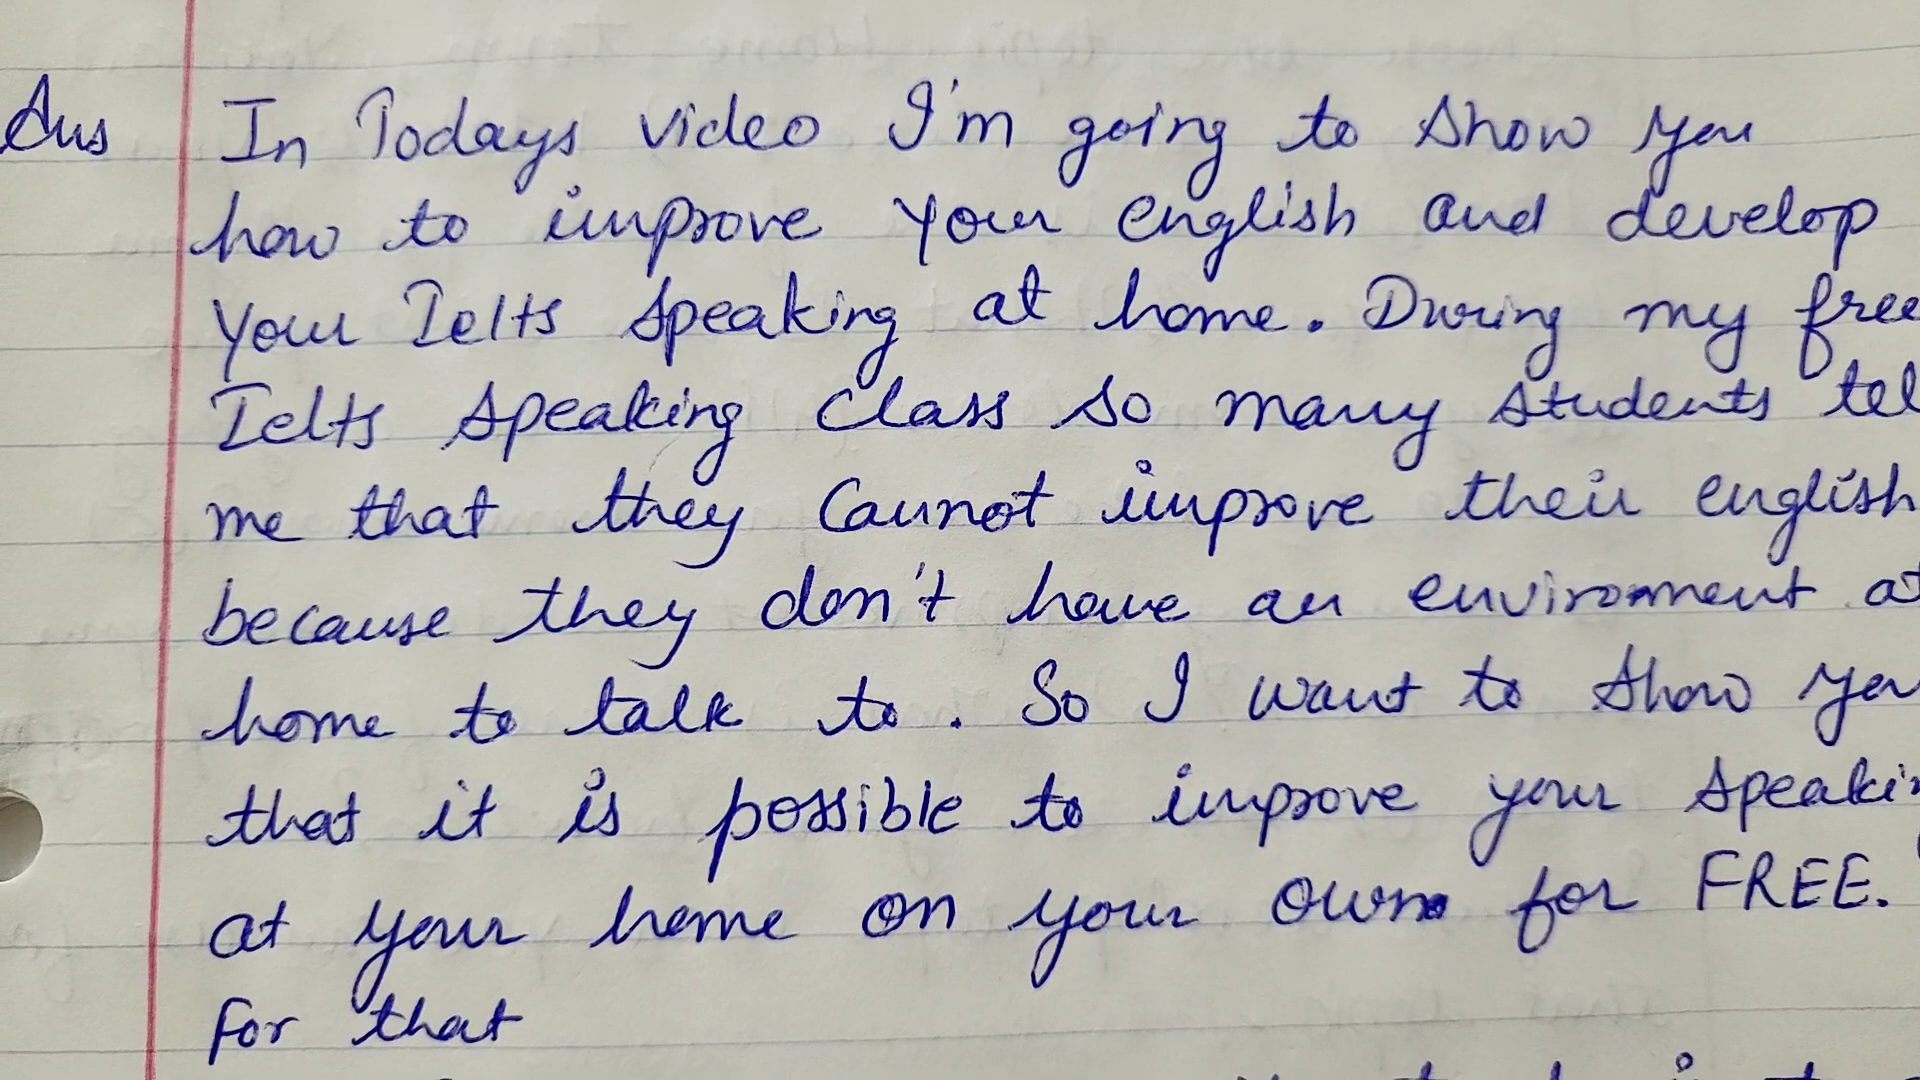 Ans In Todays video I'm going to show you
how to improve your english and develop
your Ielts speaking at home. During my free
Ielts speaking class so many students tel
me that they cannot improve their english
because they don't have an environment at
home to talk to. So I want to show you
that it is possible to improve your speakin
at your home on your own for FREE.
for that